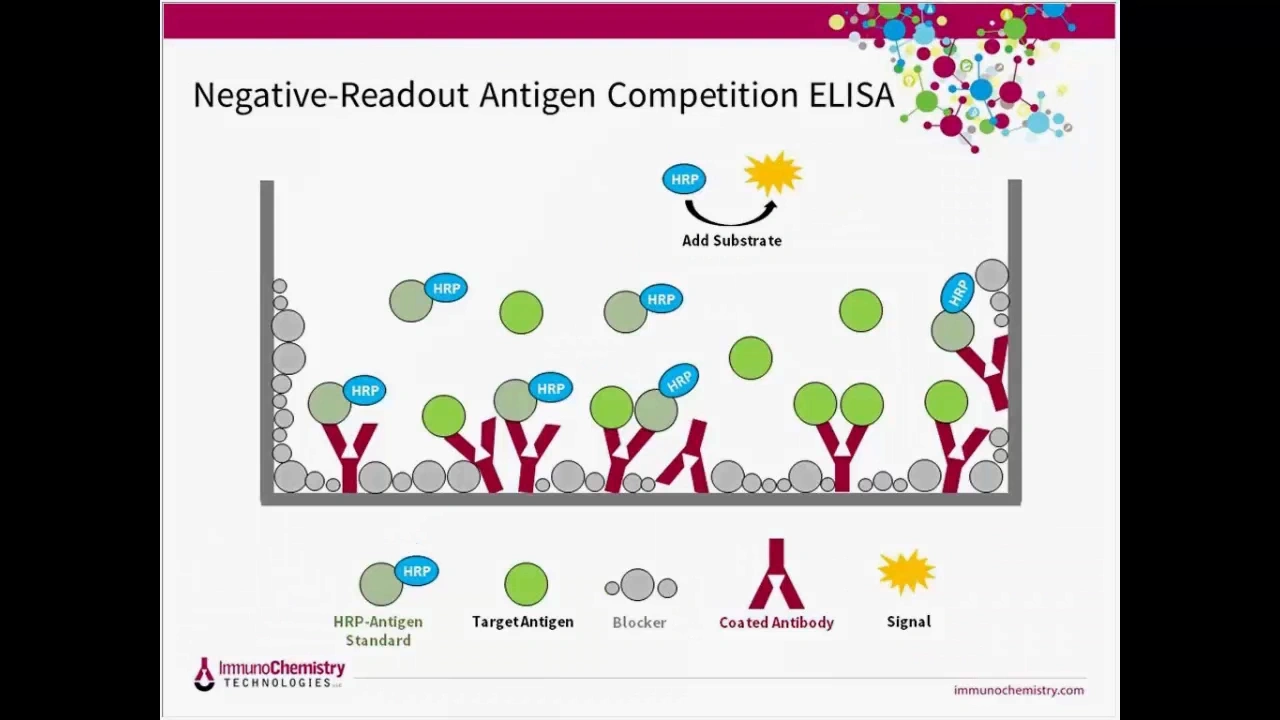 Negative-Readout Antigen Competition ELISA
HRP
Add Substrate
HRP
HRP
HRP
HRP
HRP
HRP
HRP
HRP-Antigen
Standard
Target Antigen
Blocker
Coated Antibody
Signal
ImmunoChemistry
TECHNOLOGIES
immunochemistry.com